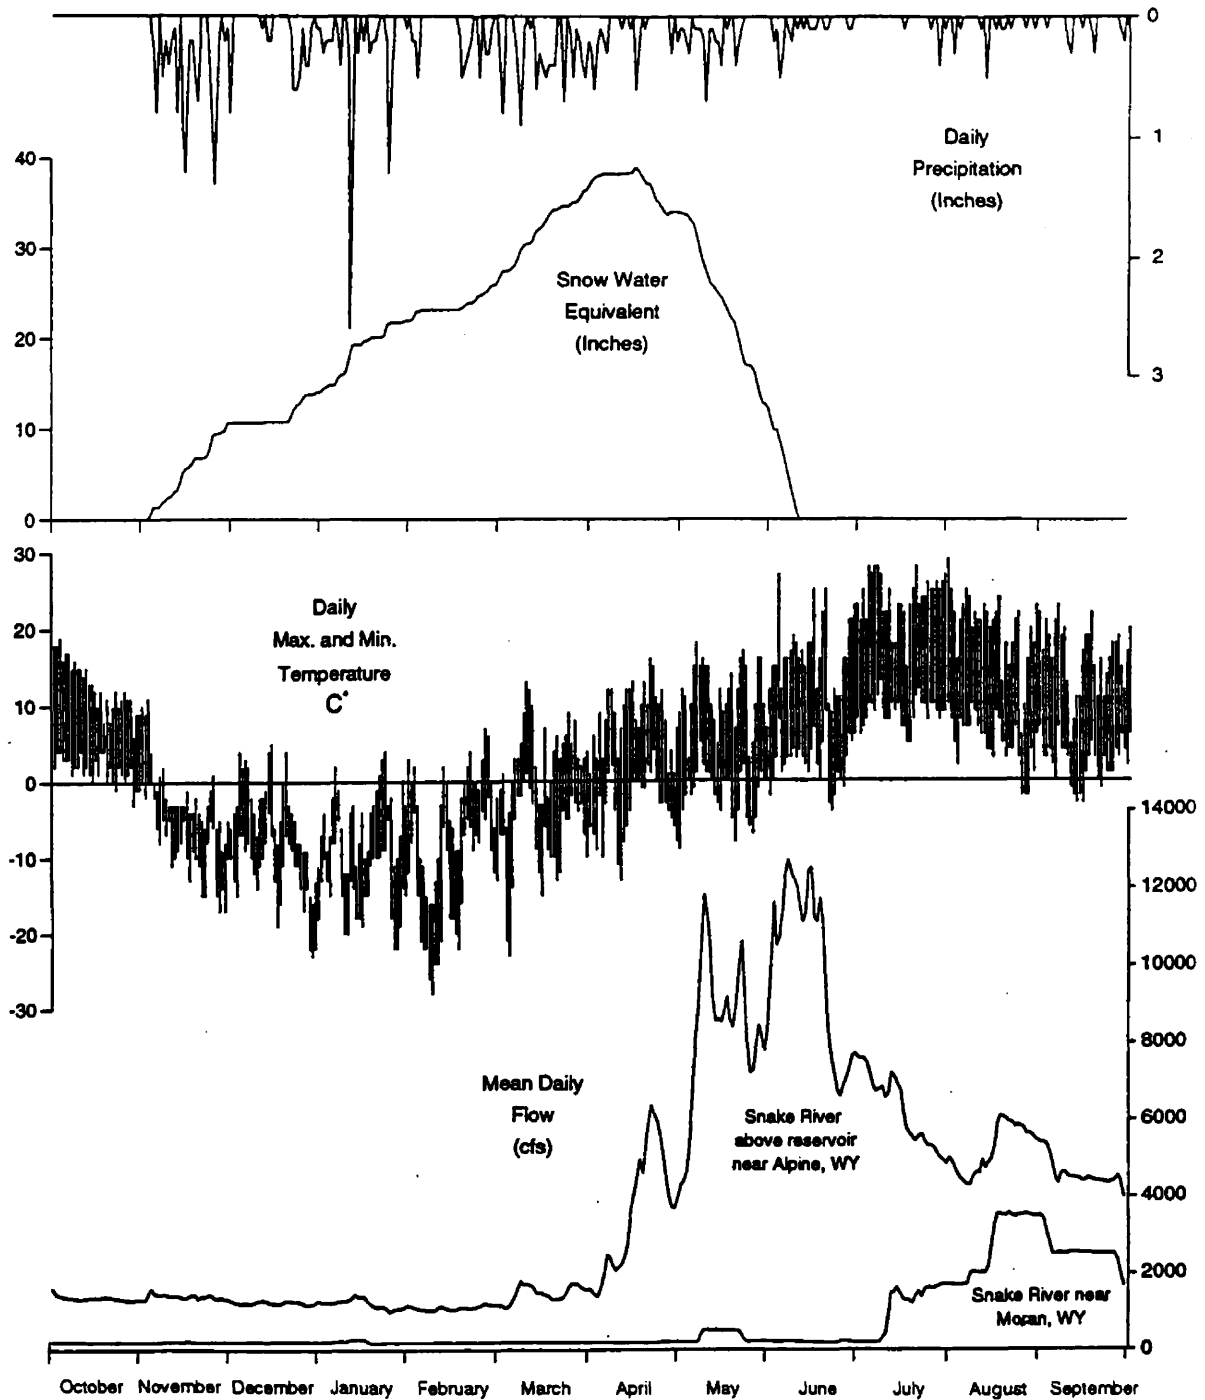 0
1
2
3
Daily
Precipitation
(Inches)
40
30
20
10
0
Snow Water
Equivalent
(Inches)
30
20
10
0
-10
-20
-30
Daily
Max. and Min.
Temperature
C°
14000
12000
10000
8000
6000
4000
2000
0
Mean Daily
Flow
(cfs)
Snake River
above reservoir
near Alpine, WY
Snake River near
Moran, WY
October November December January February March April May June July August September